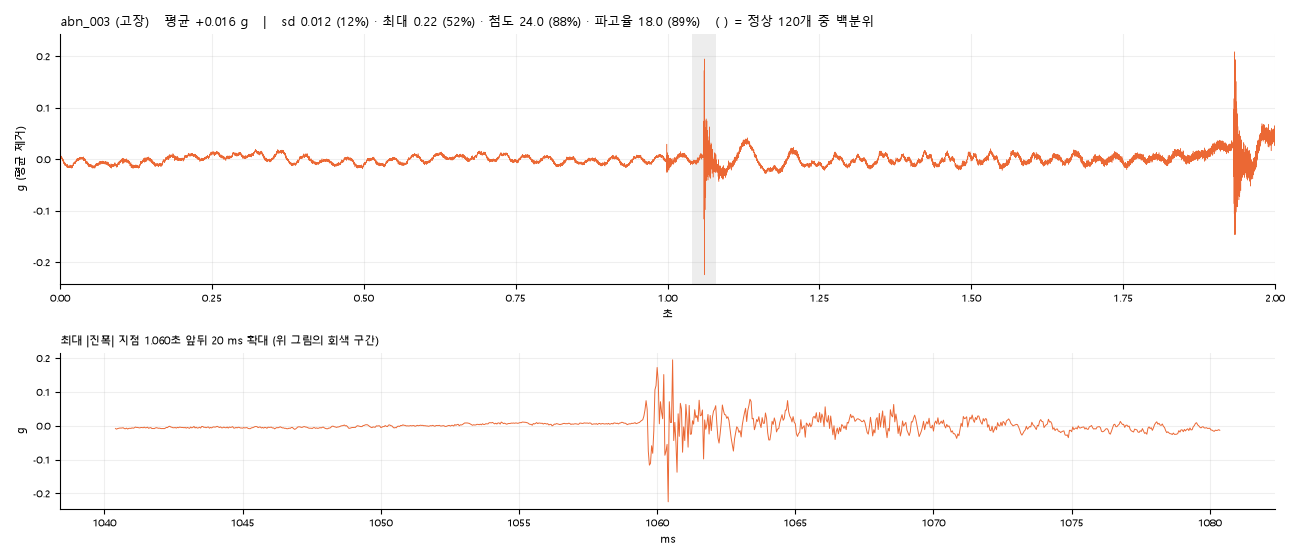 abn_003 (고장)    평균 +0.016 g    |    sd 0.012 (12%) · 최대 0.22 (52%) · 첨도 24.0 (88%) · 파고율 18.0 (89%)    ( ) = 정상 120개 중 백분위
g (평균 제거)
0.2
0.1
0.0
-0.1
-0.2
0.00 0.25 0.50 0.75 1.00 1.25 1.50 1.75 2.00
초
최대 |진폭| 지점 1.060초 앞뒤 20 ms 확대 (위 그림의 회색 구간)
g
0.2
0.1
0.0
-0.1
-0.2
1040 1045 1050 1055 1060 1065 1070 1075 1080
ms